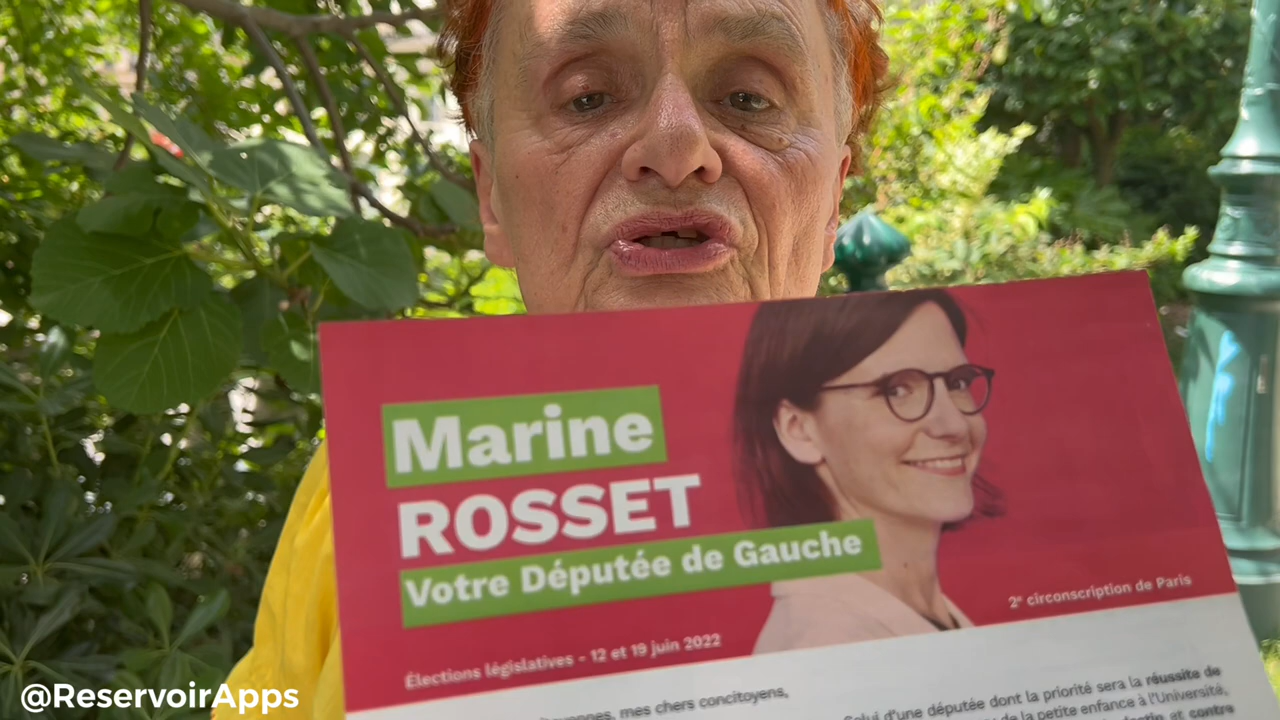 Marine
ROSSET
Votre Députée de Gauche
2e circonscription de Paris
Élections législatives - 12 et 19 juin 2022
mes chers concitoyens,
d'une députée dont la priorité sera la réussite de
de la petite enfance à l'Université,
et contre
@ReservoirApps